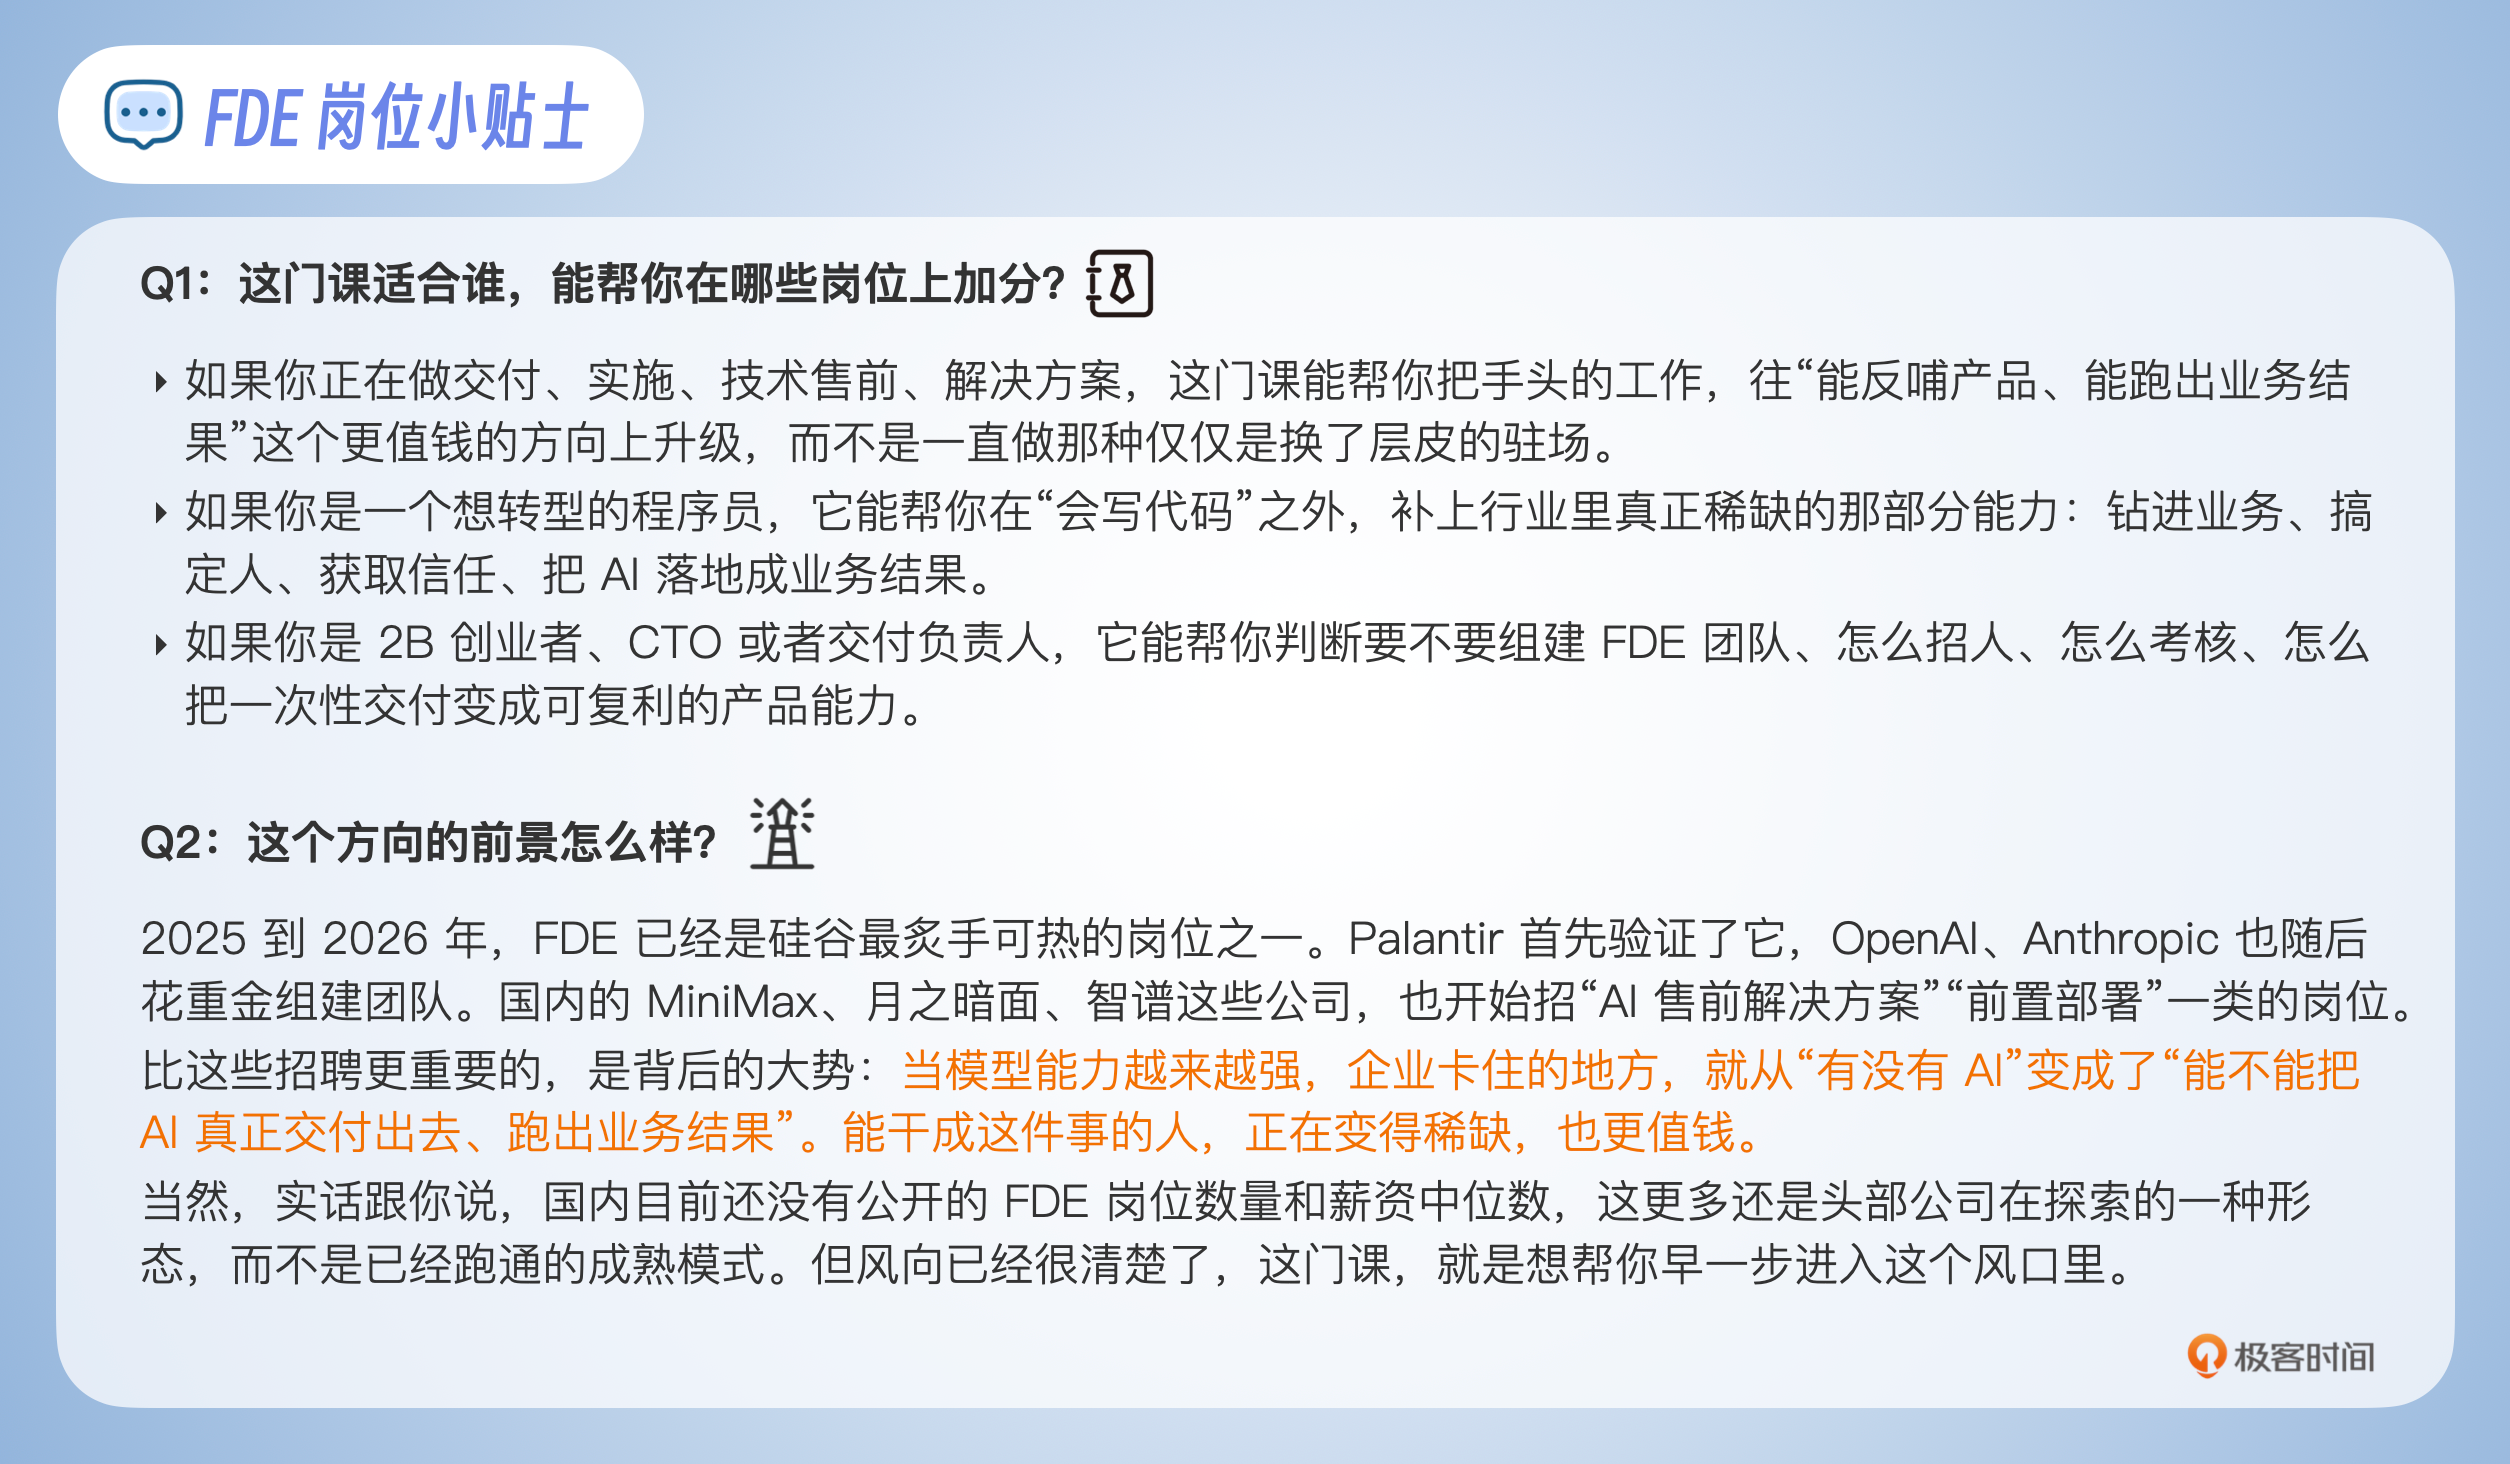 FDE 岗位小贴士
Q1：这门课适合谁，能帮你在哪些岗位上加分？
如果你正在做交付、实施、技术售前、解决方案，这门课能帮你把手头的工作，往“能反哺产品、能跑出业务结
果”这个更值钱的方向上升级，而不是一直做那种仅仅是换了层皮的驻场。
如果你是一个想转型的程序员，它能帮你在“会写代码”之外，补上行业里真正稀缺的那部分能力：钻进业务、搞
定人、获取信任、把 AI 落地成业务结果。
如果你是 2B 创业者、CTO 或者交付负责人，它能帮你判断要不要组建 FDE 团队、怎么招人、怎么考核、怎么
把一次性交付变成可复利的产品能力。
Q2：这个方向的前景怎么样？
2025 到 2026 年，FDE 已经是硅谷最炙手可热的岗位之一。Palantir 首先验证了它，OpenAI、Anthropic 也随后
花重金组建团队。国内的 MiniMax、月之暗面、智谱这些公司，也开始招“AI 售前解决方案”“前置部署”一类的岗位。
比这些招聘更重要的，是背后的大势：当模型能力越来越强，企业卡住的地方，就从“有没有 AI”变成了“能不能把
AI 真正交付出去、跑出业务结果”。能干成这件事的人，正在变得稀缺，也更值钱。
当然，实话跟你说，国内目前还没有公开的 FDE 岗位数量和薪资中位数，这更多还是头部公司在探索的一种形
态，而不是已经跑通的成熟模式。但风向已经很清楚了，这门课，就是想帮你早一步进入这个风口里。
极客时间